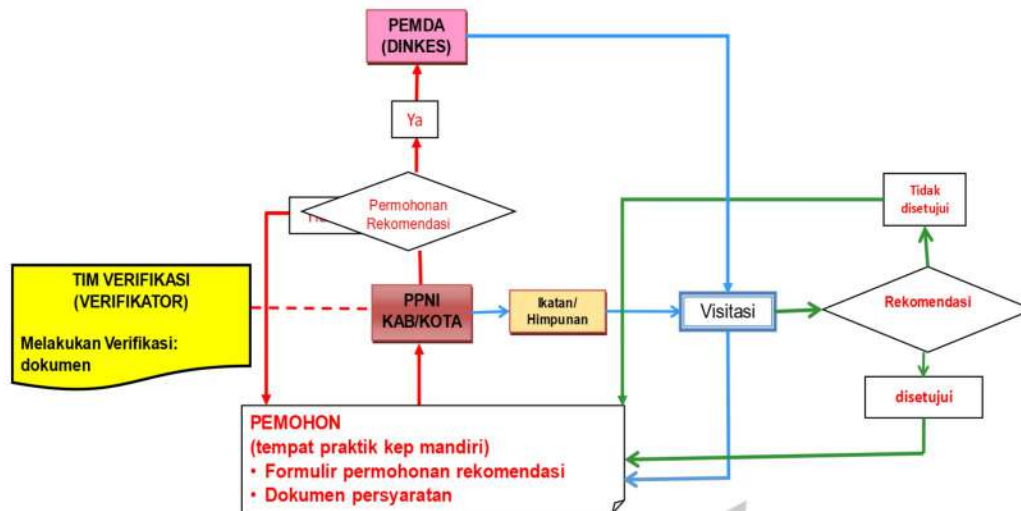 PEMDA
(DINKES)
Ya
Permohonan
Rekomendasi
Tidak
disetujui
TIM VERIFIKASI
(VERIFIKATOR)
Melakukan Verifikasi:
dokumen
PPNI
KAB/KOTA
Ikatan/
Himpunan
Visitasi
Rekomendasi
disetujui
PEMOHON
(tempat praktik kep mandiri)
• Formulir permohonan rekomendasi
• Dokumen persyaratan